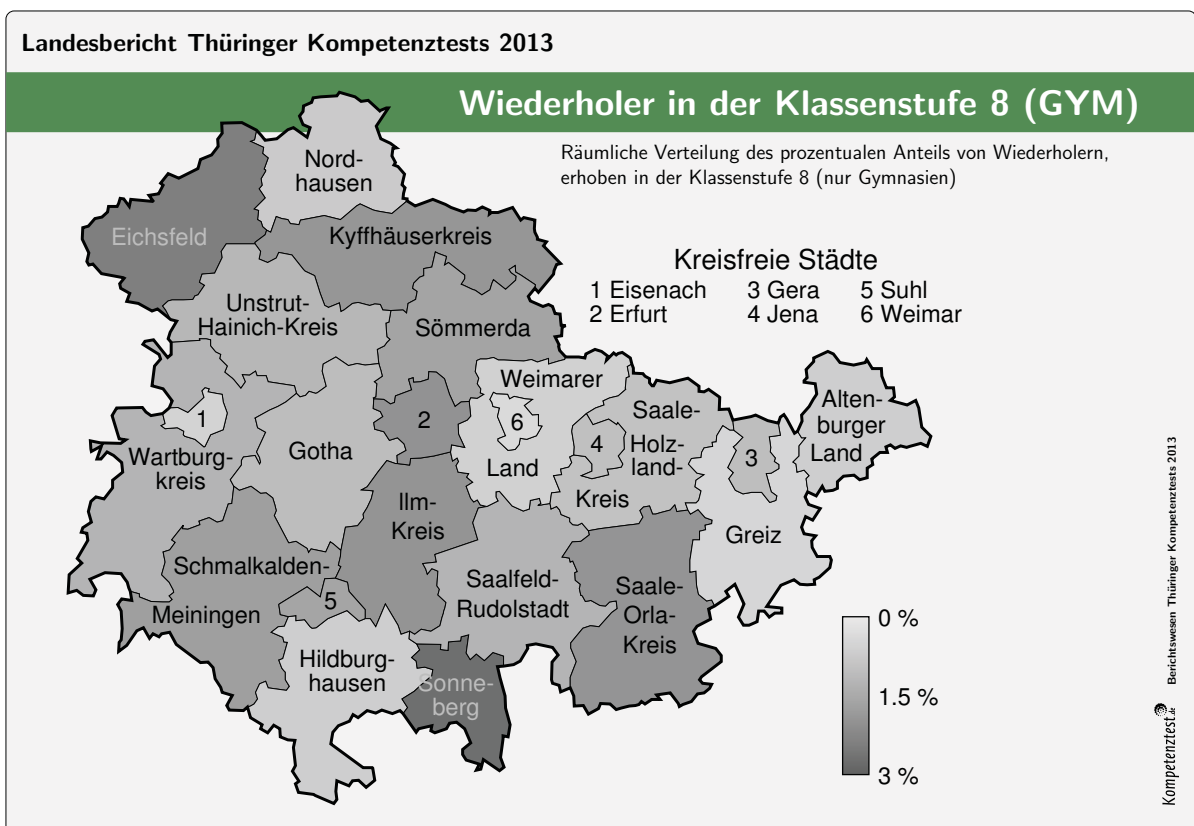 Landesbericht Thüringer Kompetenztests 2013
Wiederholer in der Klassenstufe 8 (GYM)
Räumliche Verteilung des prozentualen Anteils von Wiederholern,
erhoben in der Klassenstufe 8 (nur Gymnasien)
Kreisfreie Städte
1 Eisenach 3 Gera 5 Suhl
2 Erfurt 4 Jena 6 Weimar
Nord-
hausen
Eichsfeld
Kyffhäuserkreis
Unstrut-
Hainich-Kreis
Sömmerda
Weimarer
Land
1
2
6
4
3
5
Gotha
Wartburg-
kreis
Saale-
Holz-
land-
Kreis
Alten-
burger
Land
Ilm-
Kreis
Greiz
Schmalkalden-
Meiningen
Saalfeld-
Rudolstadt
Saale-
Orla-
Kreis
Hildburg-
hausen
Sonne-
berg
0 %
1.5 %
3 %
Kompetenztest.de Berichtswesen Thüringer Kompetenztests 2013